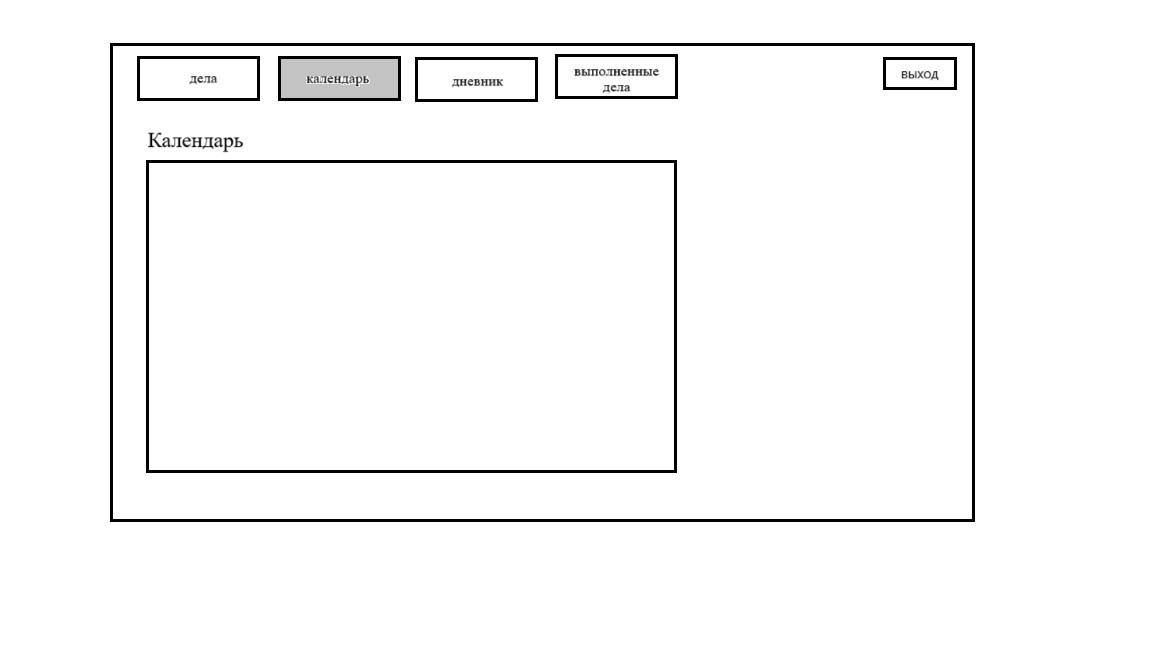 дела
календарь
дневник
выполненные
дела
выход
Календарь